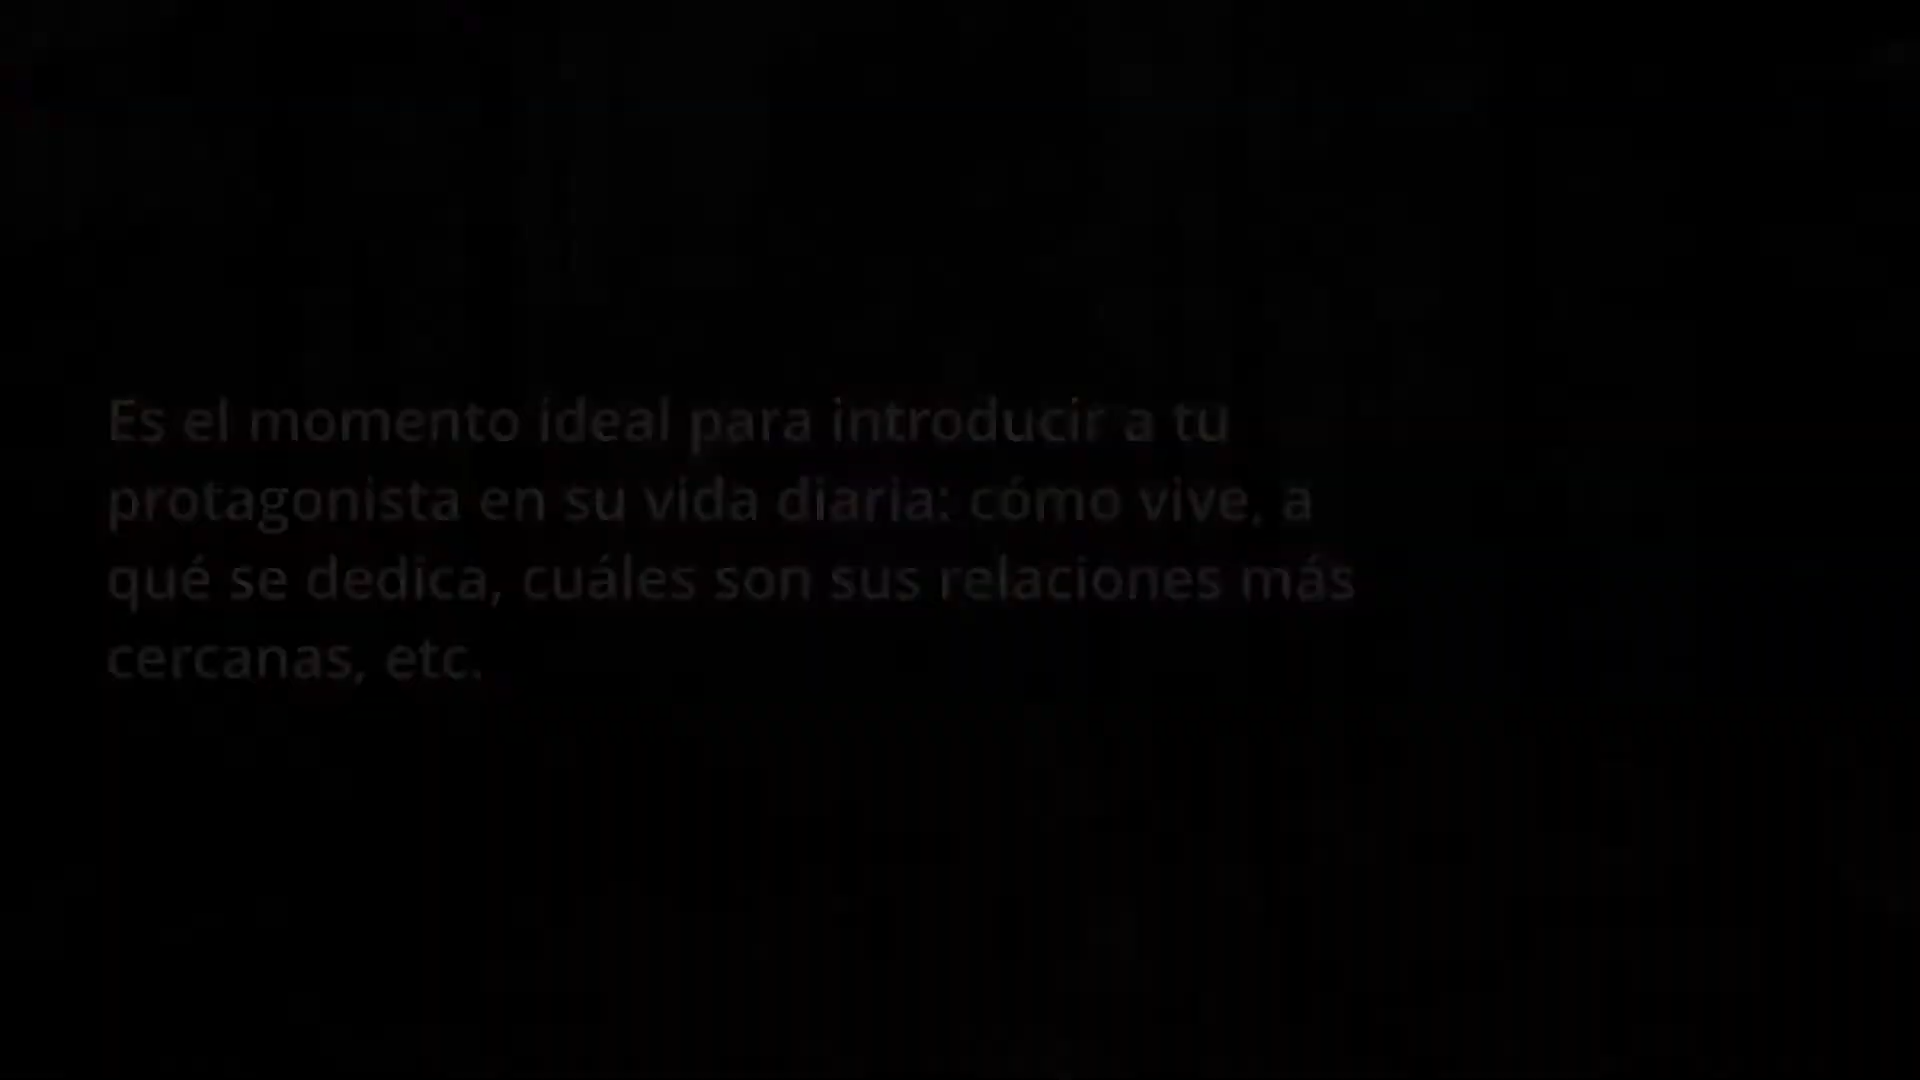 Es el momento ideal para introducir a tu
protagonista en su vida diaria: cómo vive, a
qué se dedica, cuáles son sus relaciones más
cercanas, etc.